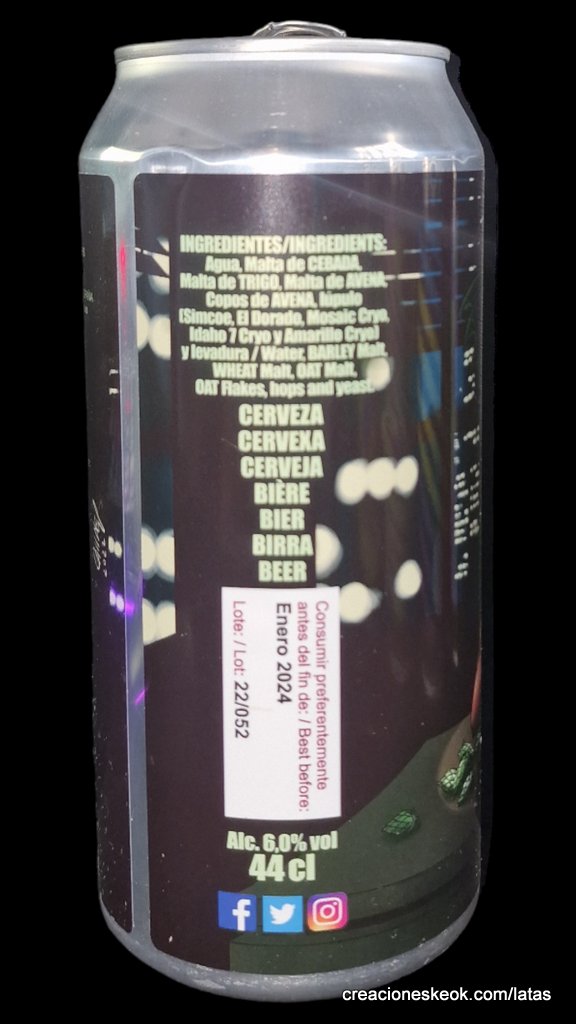 INGREDIENTES/INGREDIENTS:
Agua, Malta de CEBADA,
Malta de TRIGO, Malta de AVENA,
Copos de AVENA, lúpulo
(Simcoe, El Dorado, Mosaic Cryo,
Idaho 7 Cryo y Amarillo Cryo)
y levadura / Water, BARLEY Malt,
WHEAT Malt, OAT Malt,
OAT Flakes, hops and yeast.
CERVEZA
CERVEXA
CERVEJA
BIÈRE
BIER
BIRRA
BEER
Consumir preferentemente
antes del fin de: / Best before:
Enero 2024
Lote: / Lot: 22/052
Alc. 6,0% vol
44 cl
creacioneskeok.com/latas